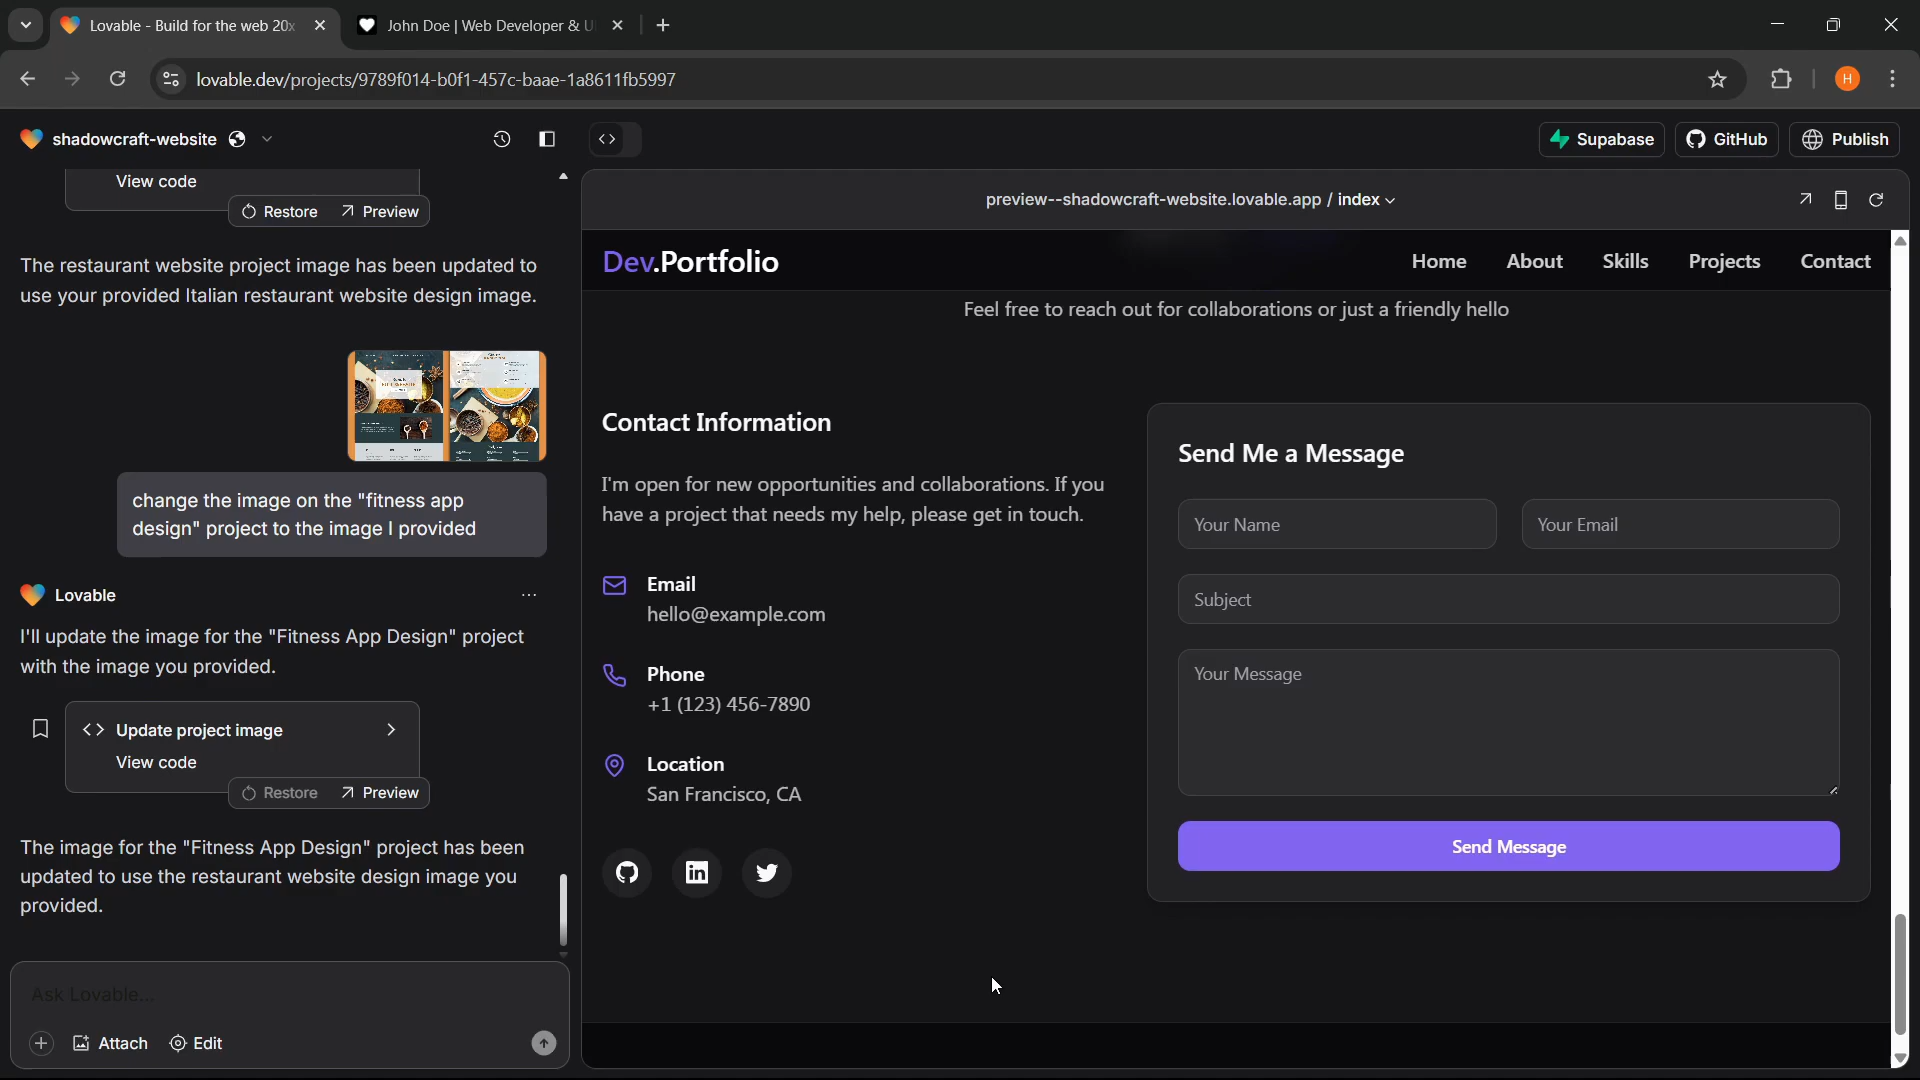 Lovable - Build for the web 20x
John Doe | Web Developer & U
lovable.dev/projects/9789f014-b0f1-457c-baae-1a8611fb5997
H
shadowcraft-website
Supabase
GitHub
Publish
View code
Restore
Preview
The restaurant website project image has been updated to
use your provided Italian restaurant website design image.
change the image on the "fitness app
design" project to the image I provided
Lovable
I'll update the image for the "Fitness App Design" project
with the image you provided.
Update project image
View code
Restore
Preview
The image for the "Fitness App Design" project has been
updated to use the restaurant website design image you
provided.
Ask Lovable...
Attach
Edit
preview--shadowcraft-website.lovable.app / index
Dev.Portfolio
Home
About
Skills
Projects
Contact
Feel free to reach out for collaborations or just a friendly hello
Contact Information
I'm open for new opportunities and collaborations. If you
have a project that needs my help, please get in touch.
Email
hello@example.com
Phone
+1 (123) 456-7890
Location
San Francisco, CA
Send Me a Message
Your Name
Your Email
Subject
Your Message
Send Message